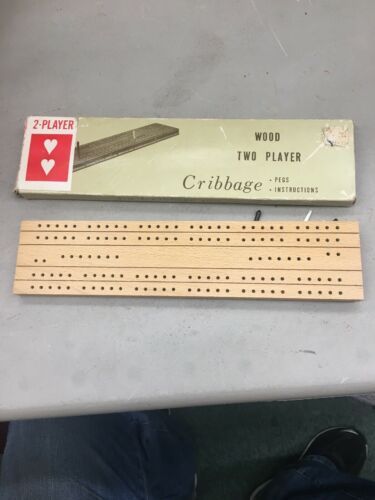 2-PLAYER
WOOD
TWO PLAYER
Cribbage • PEGS
• INSTRUCTIONS